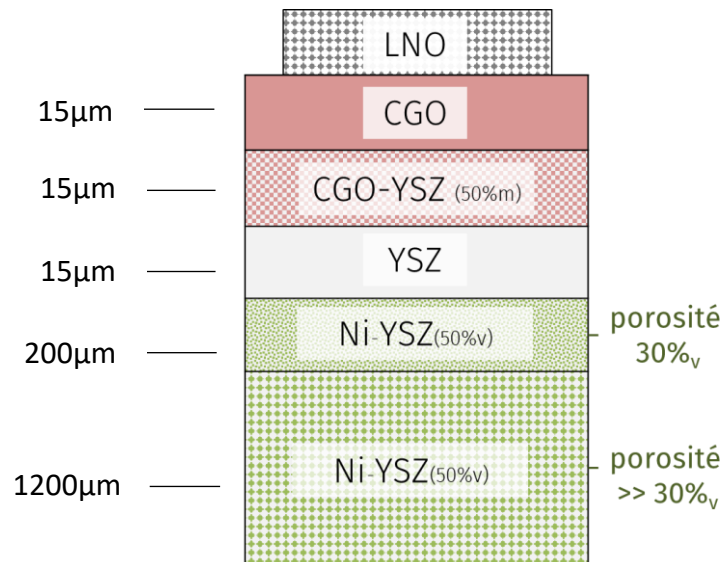 LNO
15µm
CGO
15µm
CGO-YSZ (50%m)
15µm
YSZ
200µm
Ni-YSZ(50%v)
porosité
30%v
1200µm
Ni-YSZ(50%v)
porosité
>> 30%v